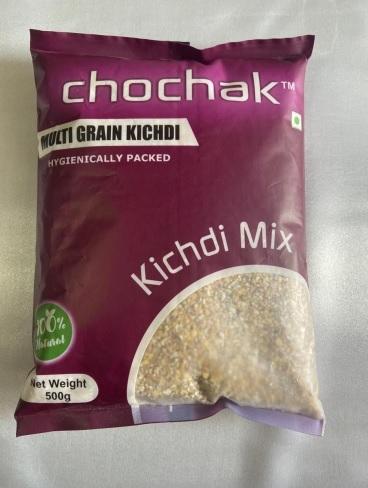 chochak™
MULTI GRAIN KICHDI
HYGIENICALLY PACKED
Kichdi Mix
100%
Natural
Net Weight
500g